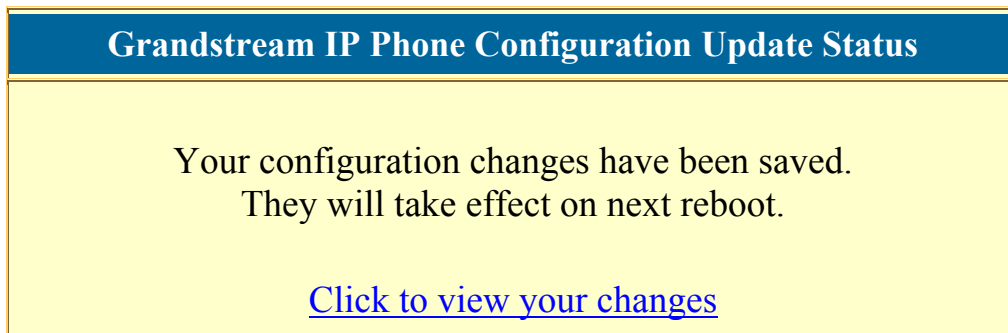 Grandstream IP Phone Configuration Update Status
Your configuration changes have been saved.
They will take effect on next reboot.
Click to view your changes